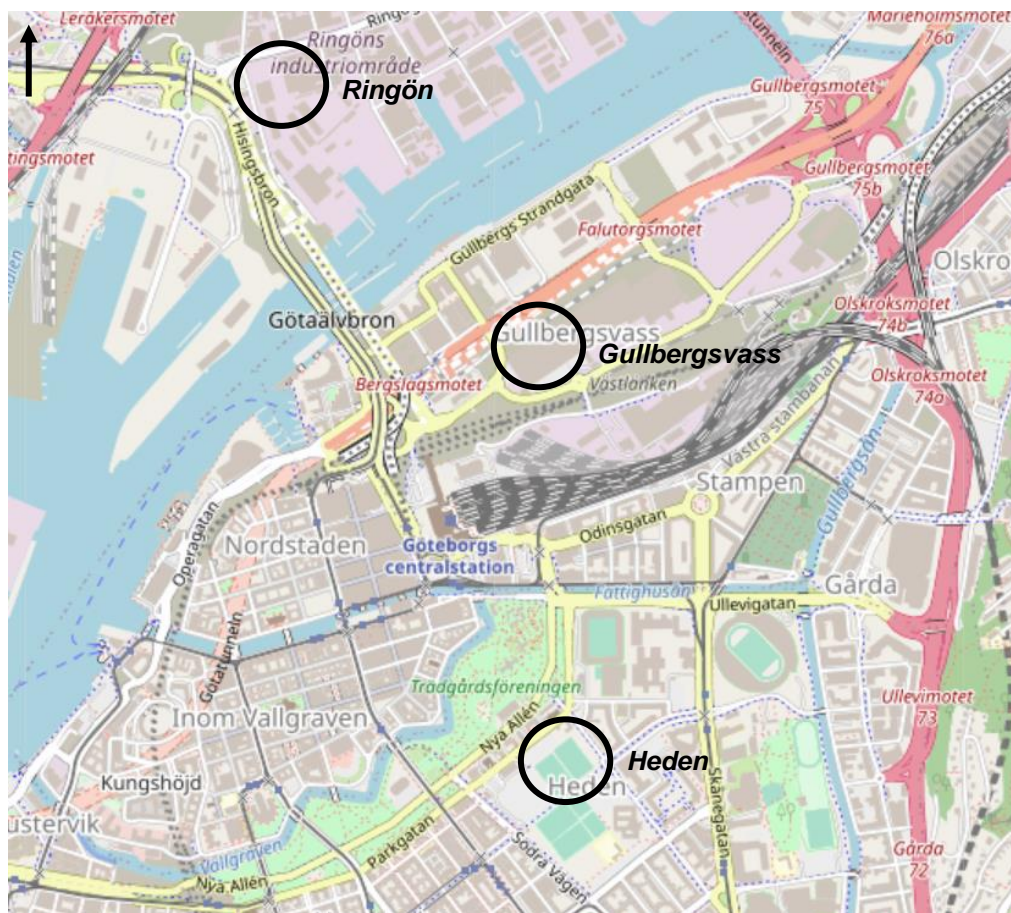 Leråkersmotet
Ringö
Marieholmsmotet
76a
Ringöns
industriområde
Ringön
Gullbergsmotet
75
tingsmotet
Hisingsbron
Gullbergsmotet
75b
Gullbergs Strandgata
Falutorgsmotet
Olskro
Götaälvbron
Olskroksmotet
74b
Gullbergsvass
Gullbergsvass
Bergslagsmotet
Västlänken
Olskroksmotet
74a
Västra stambanan
Stampen
Gullbergsån
Operagatan
Odinsgatan
Nordstaden
Göteborgs
centralstation
Fattighusån
Gårda
Ullevigatan
Götatunneln
Trädgårdsföreningen
Ullevimotet
73
Inom Vallgraven
Nya Allén
Heden
Kungshöjd
Heden
Skånegatan
ustervik
Parkgatan
Vallgraven
Södra Vägen
Gårda
72
Nya Allén